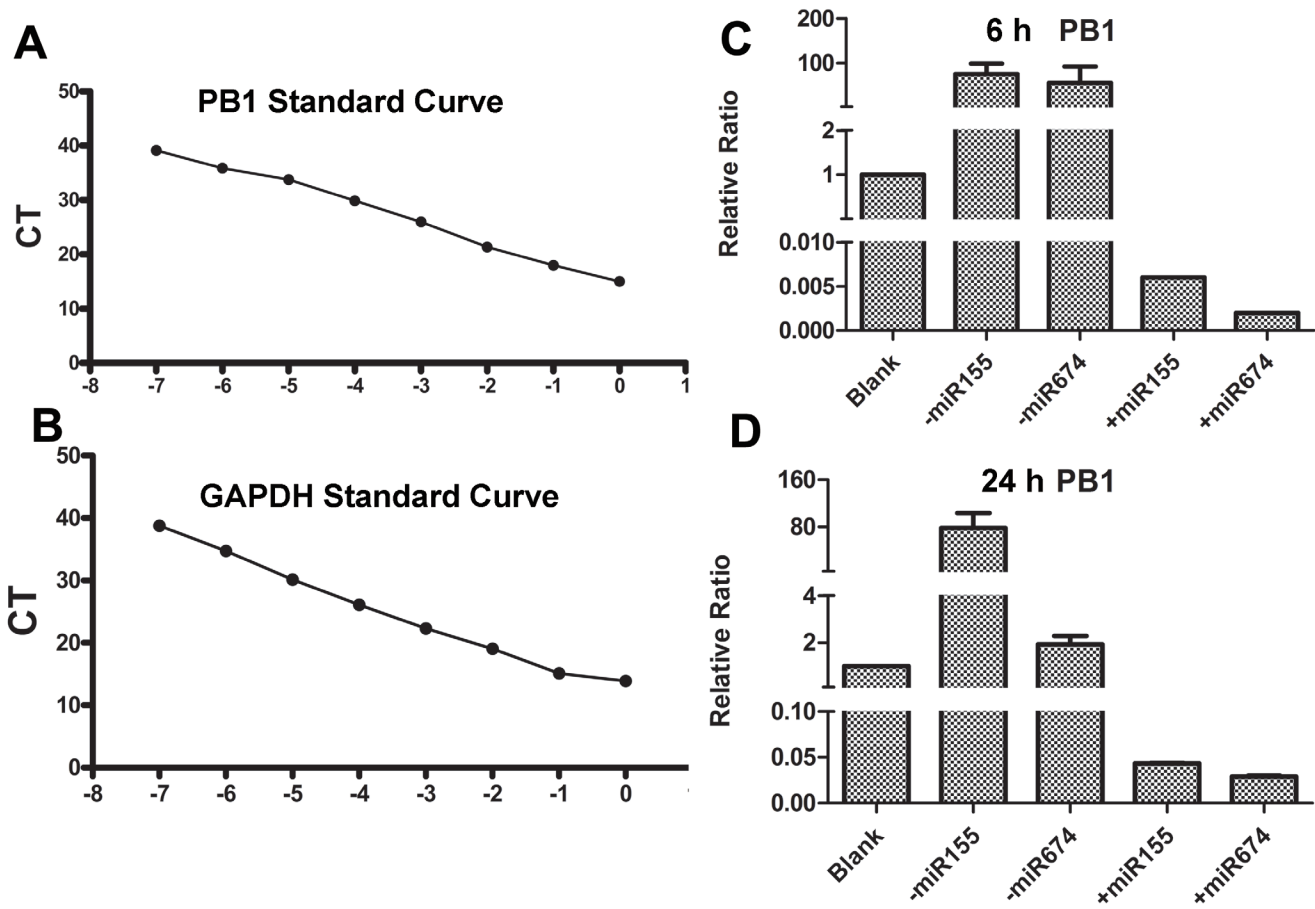 A
PB1 Standard Curve
CT
50
40
30
20
10
0
-8 -7 -6 -5 -4 -3 -2 -1 0 1
B
GAPDH Standard Curve
CT
50
40
30
20
10
0
-8 -7 -6 -5 -4 -3 -2 -1 0
C
6 h PB1
Relative Ratio
200
100
2
1
0.010
0.005
0.000
Blank -miR155 -miR674 +miR155 +miR674
D
24 h PB1
Relative Ratio
160
80
4
2
0.10
0.05
0.00
Blank -miR155 -miR674 +miR155 +miR674